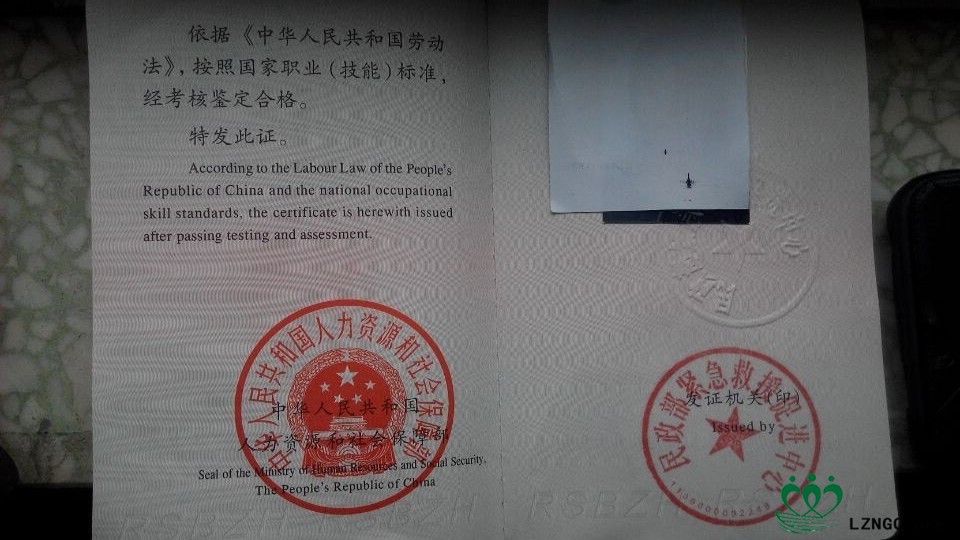 依据《中华人民共和国劳动
法》，按照国家职业（技能）标准，
经考核鉴定合格。
特发此证。
According to the Labour Law of the People's
Republic of China and the national occupational
skill standards, the certificate is herewith issued
after passing testing and assessment.
中华人民共和国人力资源和社会保障部
中华人民共和国
人力资源和社会保障部
Seal of the Ministry of Human Resources and Social Security,
The People's Republic of China
民政部紧急救援促进中心
发证机关(印)
Issued by
RSBZH RSBZH